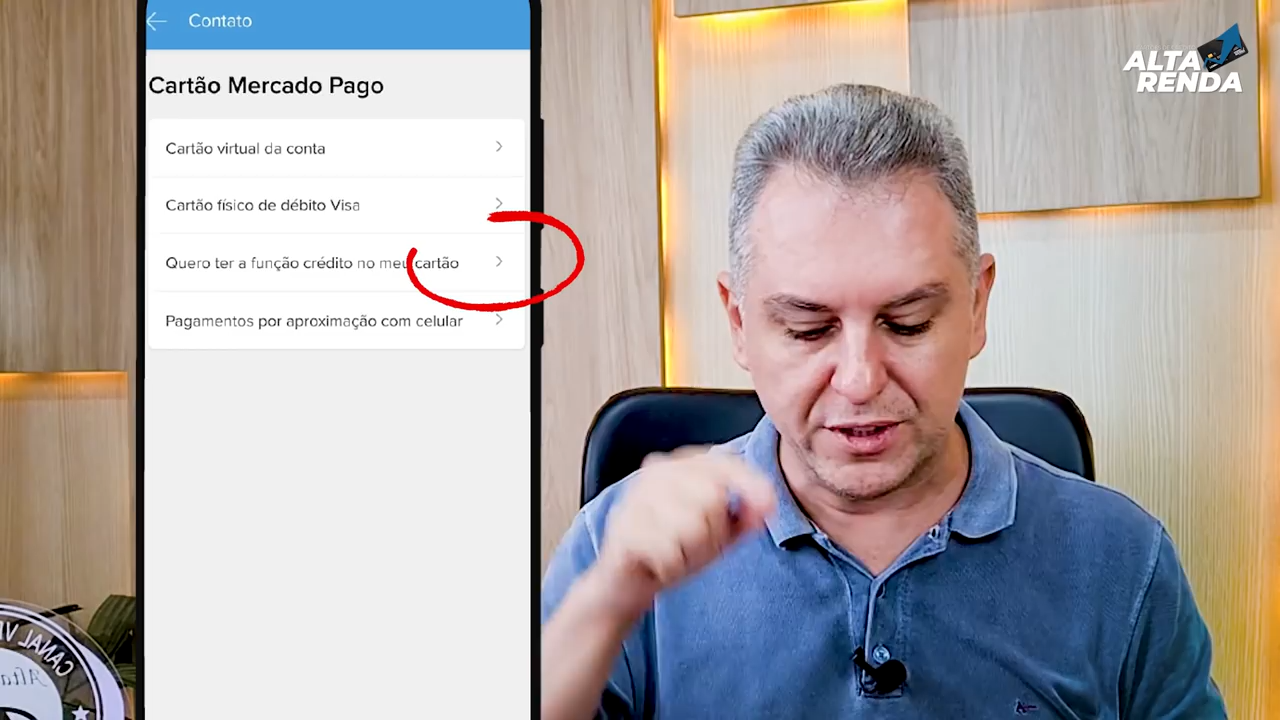 Contato
Cartão Mercado Pago
Cartão virtual da conta
Cartão físico de débito Visa
Quero ter a função crédito no meu cartão
Pagamentos por aproximação com celular
ALTA
RENDA
CANAL